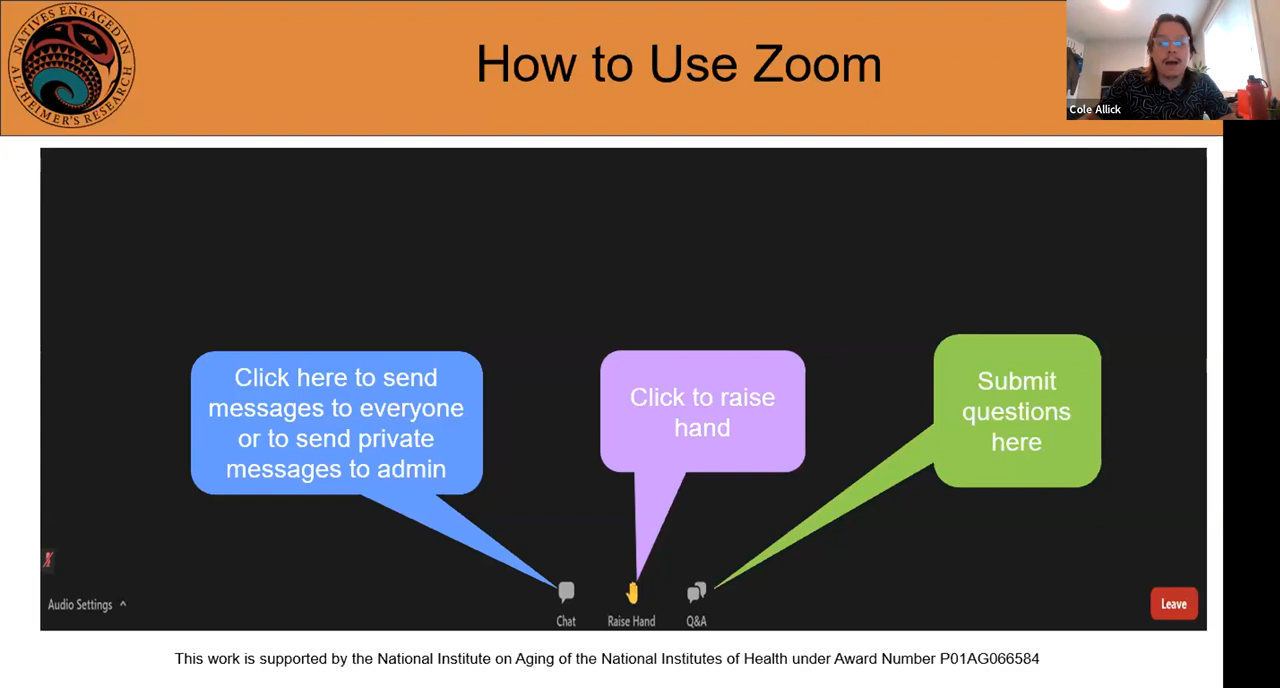 NATIVES ENGAGED IN
ALZHEIMER'S RESEARCH
How to Use Zoom
Cole Allick
Click here to send
messages to everyone
or to send private
messages to admin
Click to raise
hand
Submit
questions
here
Audio Settings ^
Chat
Raise Hand
Q&A
Leave
This work is supported by the National Institute on Aging of the National Institutes of Health under Award Number P01AG066584